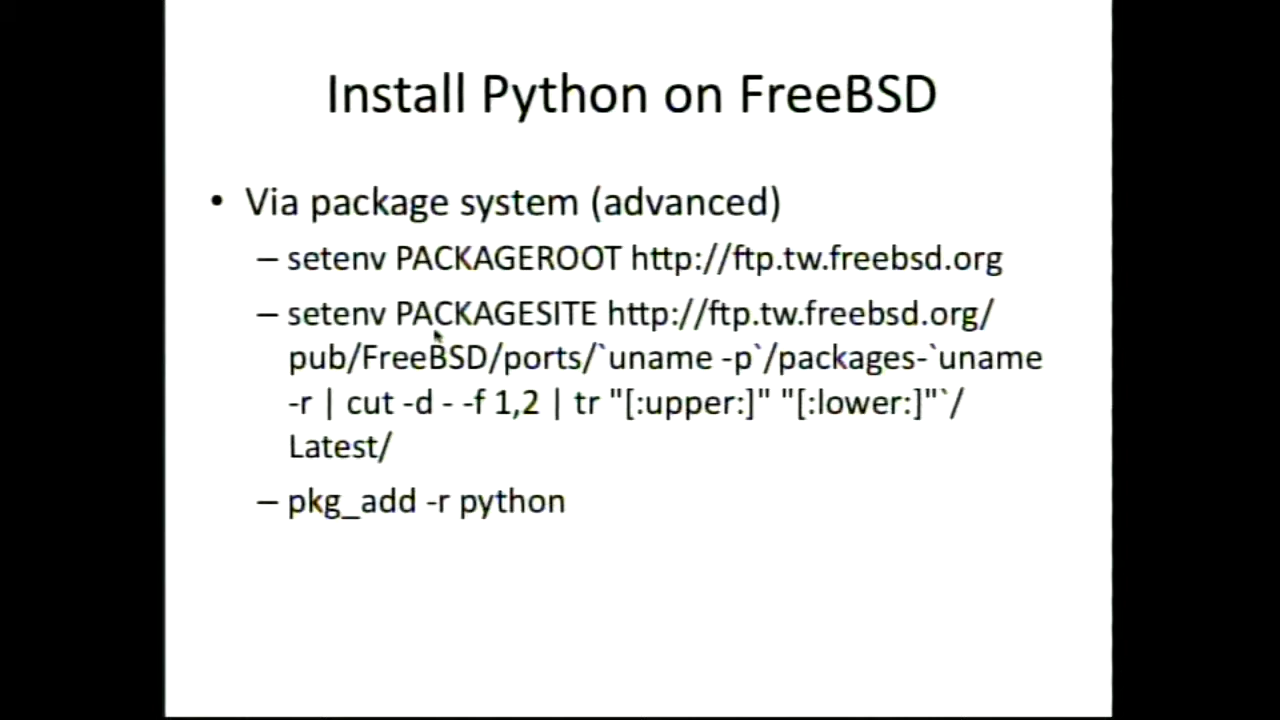 Install Python on FreeBSD
• Via package system (advanced)
– setenv PACKAGEROOT http://ftp.tw.freebsd.org
– setenv PACKAGESITE http://ftp.tw.freebsd.org/
pub/FreeBSD/ports/`uname -p`/packages-`uname
-r | cut -d - -f 1,2 | tr "[:upper:]" "[:lower:]"`/
Latest/
– pkg_add -r python